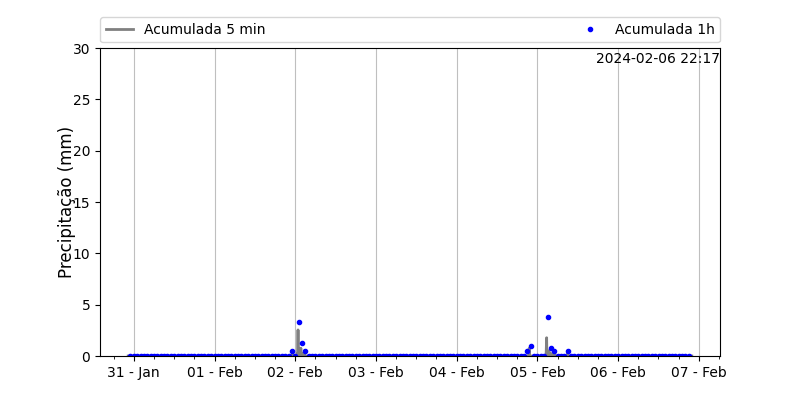 Acumulada 5 min Acumulada 1h
2024-02-06 22:17
Precipitação (mm)
30
25
20
15
10
5
0
31 - Jan 01 - Feb 02 - Feb 03 - Feb 04 - Feb 05 - Feb 06 - Feb 07 - Feb